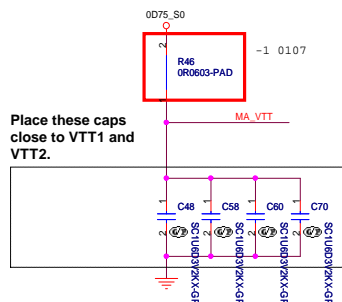 0D75_S0
2
-1 0107
R46
0R0603-PAD
1
MA_VTT
Place these caps
close to VTT1 and
VTT2.
1 C48 1 C58 1 C60 1 C70
2 2 2 2
SC1U6D3V2KX-GP
SC1U6D3V2KX-GP
SC1U6D3V2KX-GP
SC1U6D3V2KX-GP